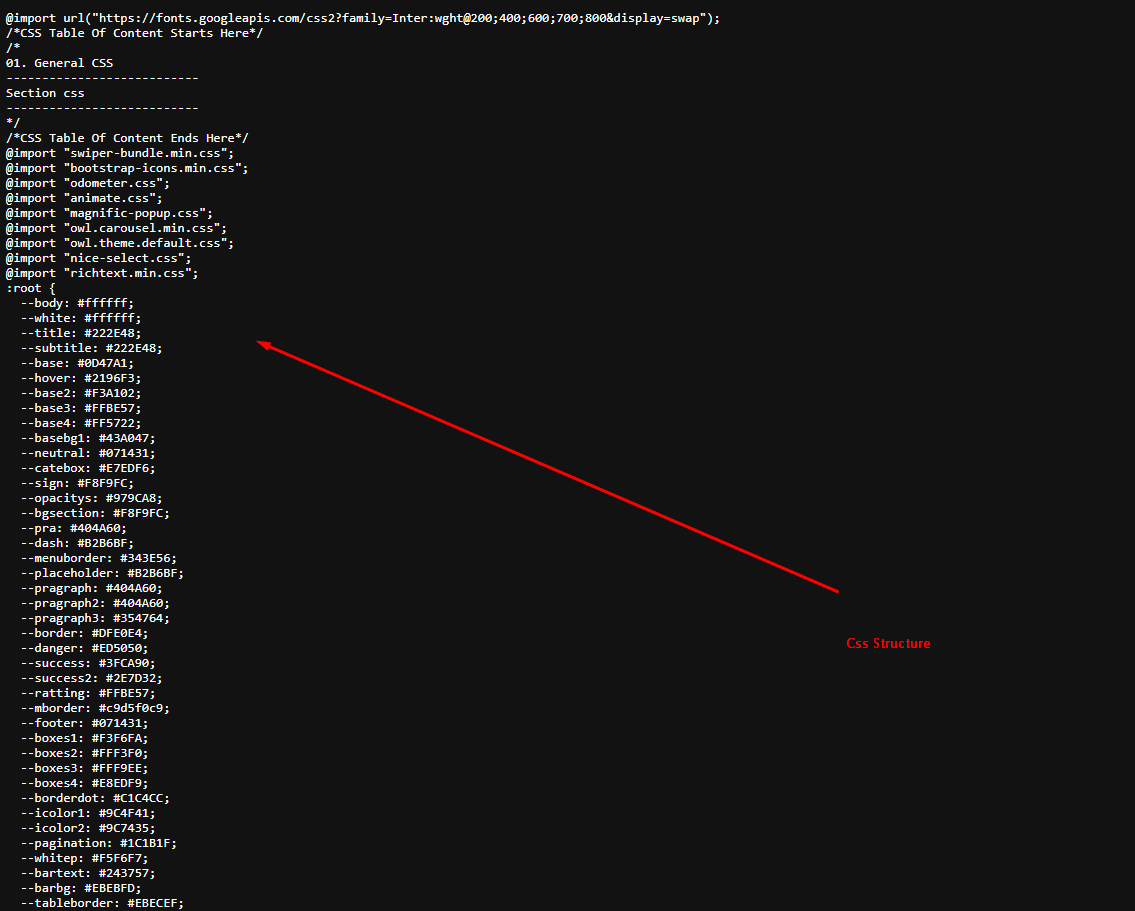 @import url("https://fonts.googleapis.com/css2?family=Inter:wght@200;400;600;700;800&display=swap");
/*CSS Table Of Content Starts Here*/
/*
01. General CSS
---------------------------
Section css
---------------------------
*/
/*CSS Table Of Content Ends Here*/
@import "swiper-bundle.min.css";
@import "bootstrap-icons.min.css";
@import "odometer.css";
@import "animate.css";
@import "magnific-popup.css";
@import "owl.carousel.min.css";
@import "owl.theme.default.css";
@import "nice-select.css";
@import "richtext.min.css";
:root {
  --body: #ffffff;
  --white: #ffffff;
  --title: #222E48;
  --subtitle: #222E48;
  --base: #0D47A1;
  --hover: #2196F3;
  --base2: #F3A102;
  --base3: #FFBE57;
  --base4: #FF5722;
  --basebg1: #43A047;
  --neutral: #071431;
  --catebox: #E7EDF6;
  --sign: #F8F9FC;
  --opacitys: #979CA8;
  --bgsection: #F8F9FC;
  --pra: #404A60;
  --dash: #B2B6BF;
  --menuborder: #343E56;
  --placeholder: #B2B6BF;
  --pragraph: #404A60;
  --pragraph2: #404A60;
  --pragraph3: #354764;
  --border: #DFE0E4;
  --danger: #ED5050;
  --success: #3FCA90;
  --success2: #2E7D32;
  --ratting: #FFBE57;
  --mborder: #c9d5f0c9;
  --footer: #071431;
  --boxes1: #F3F6FA;
  --boxes2: #FFF3F0;
  --boxes3: #FFF9EE;
  --boxes4: #E8EDF9;
  --borderdot: #C1C4CC;
  --icolor1: #9C4F41;
  --icolor2: #9C7435;
  --pagination: #1C1B1F;
  --whitep: #F5F6F7;
  --bartext: #243757;
  --barbg: #EBEBFD;
  --tableborder: #EBECEF;
Css Structure